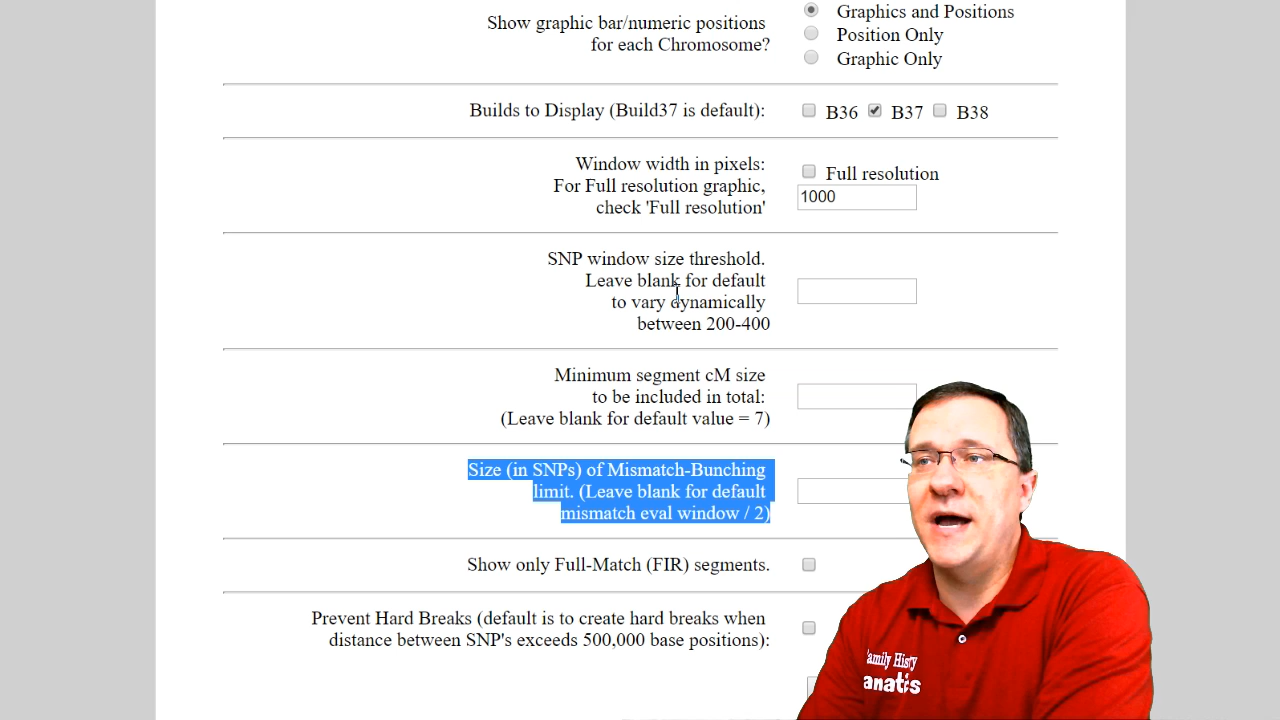 Show graphic bar/numeric positions
for each Chromosome?
Graphics and Positions
Position Only
Graphic Only
Builds to Display (Build37 is default):
B36 B37 B38
Window width in pixels:
For Full resolution graphic,
check 'Full resolution'
Full resolution
1000
SNP window size threshold.
Leave blank for default
to vary dynamically
between 200-400
Minimum segment cM size
to be included in total:
(Leave blank for default value = 7)
Size (in SNPs) of Mismatch-Bunching
limit. (Leave blank for default
mismatch eval window / 2)
Show only Full-Match (FIR) segments.
Prevent Hard Breaks (default is to create hard breaks when
distance between SNP's exceeds 500,000 base positions):